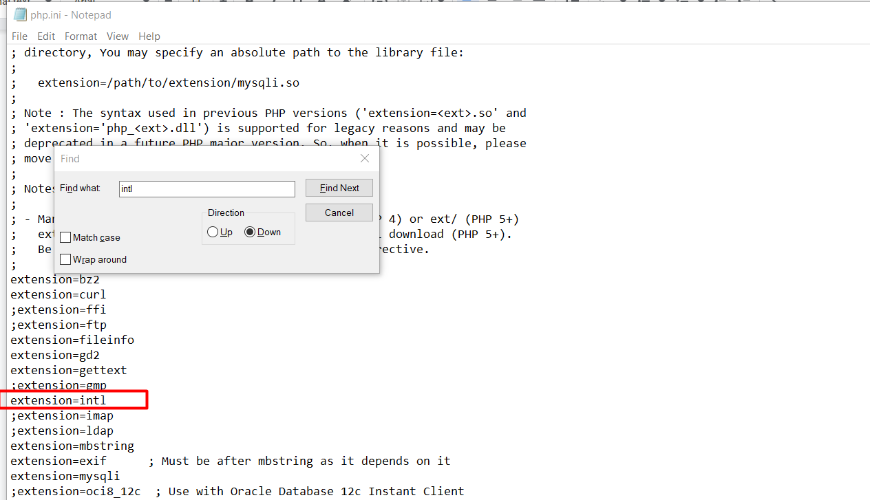 php.ini - Notepad
File Edit Format View Help
; directory, You may specify an absolute path to the library file:
;
;   extension=/path/to/extension/mysqli.so
;
; Note : The syntax used in previous PHP versions ('extension=<ext>.so' and
; 'extension='php_<ext>.dll') is supported for legacy reasons and may be
; deprecated in a future PHP major version. So, when it is possible, please
; move
;
; Notes
;
; - Man 4) or ext/ (PHP 5+)
; ext download (PHP 5+).
; Be
;
Find
Find what:
intl
Find Next
Cancel
Direction
Up
Down
Match case
Wrap around
extension=bz2
extension=curl
;extension=ffi
;extension=ftp
extension=fileinfo
extension=gd2
extension=gettext
;extension=gmp
extension=intl
;extension=imap
;extension=ldap
extension=mbstring
extension=exif      ; Must be after mbstring as it depends on it
extension=mysqli
;extension=oci8_12c  ; Use with Oracle Database 12c Instant Client